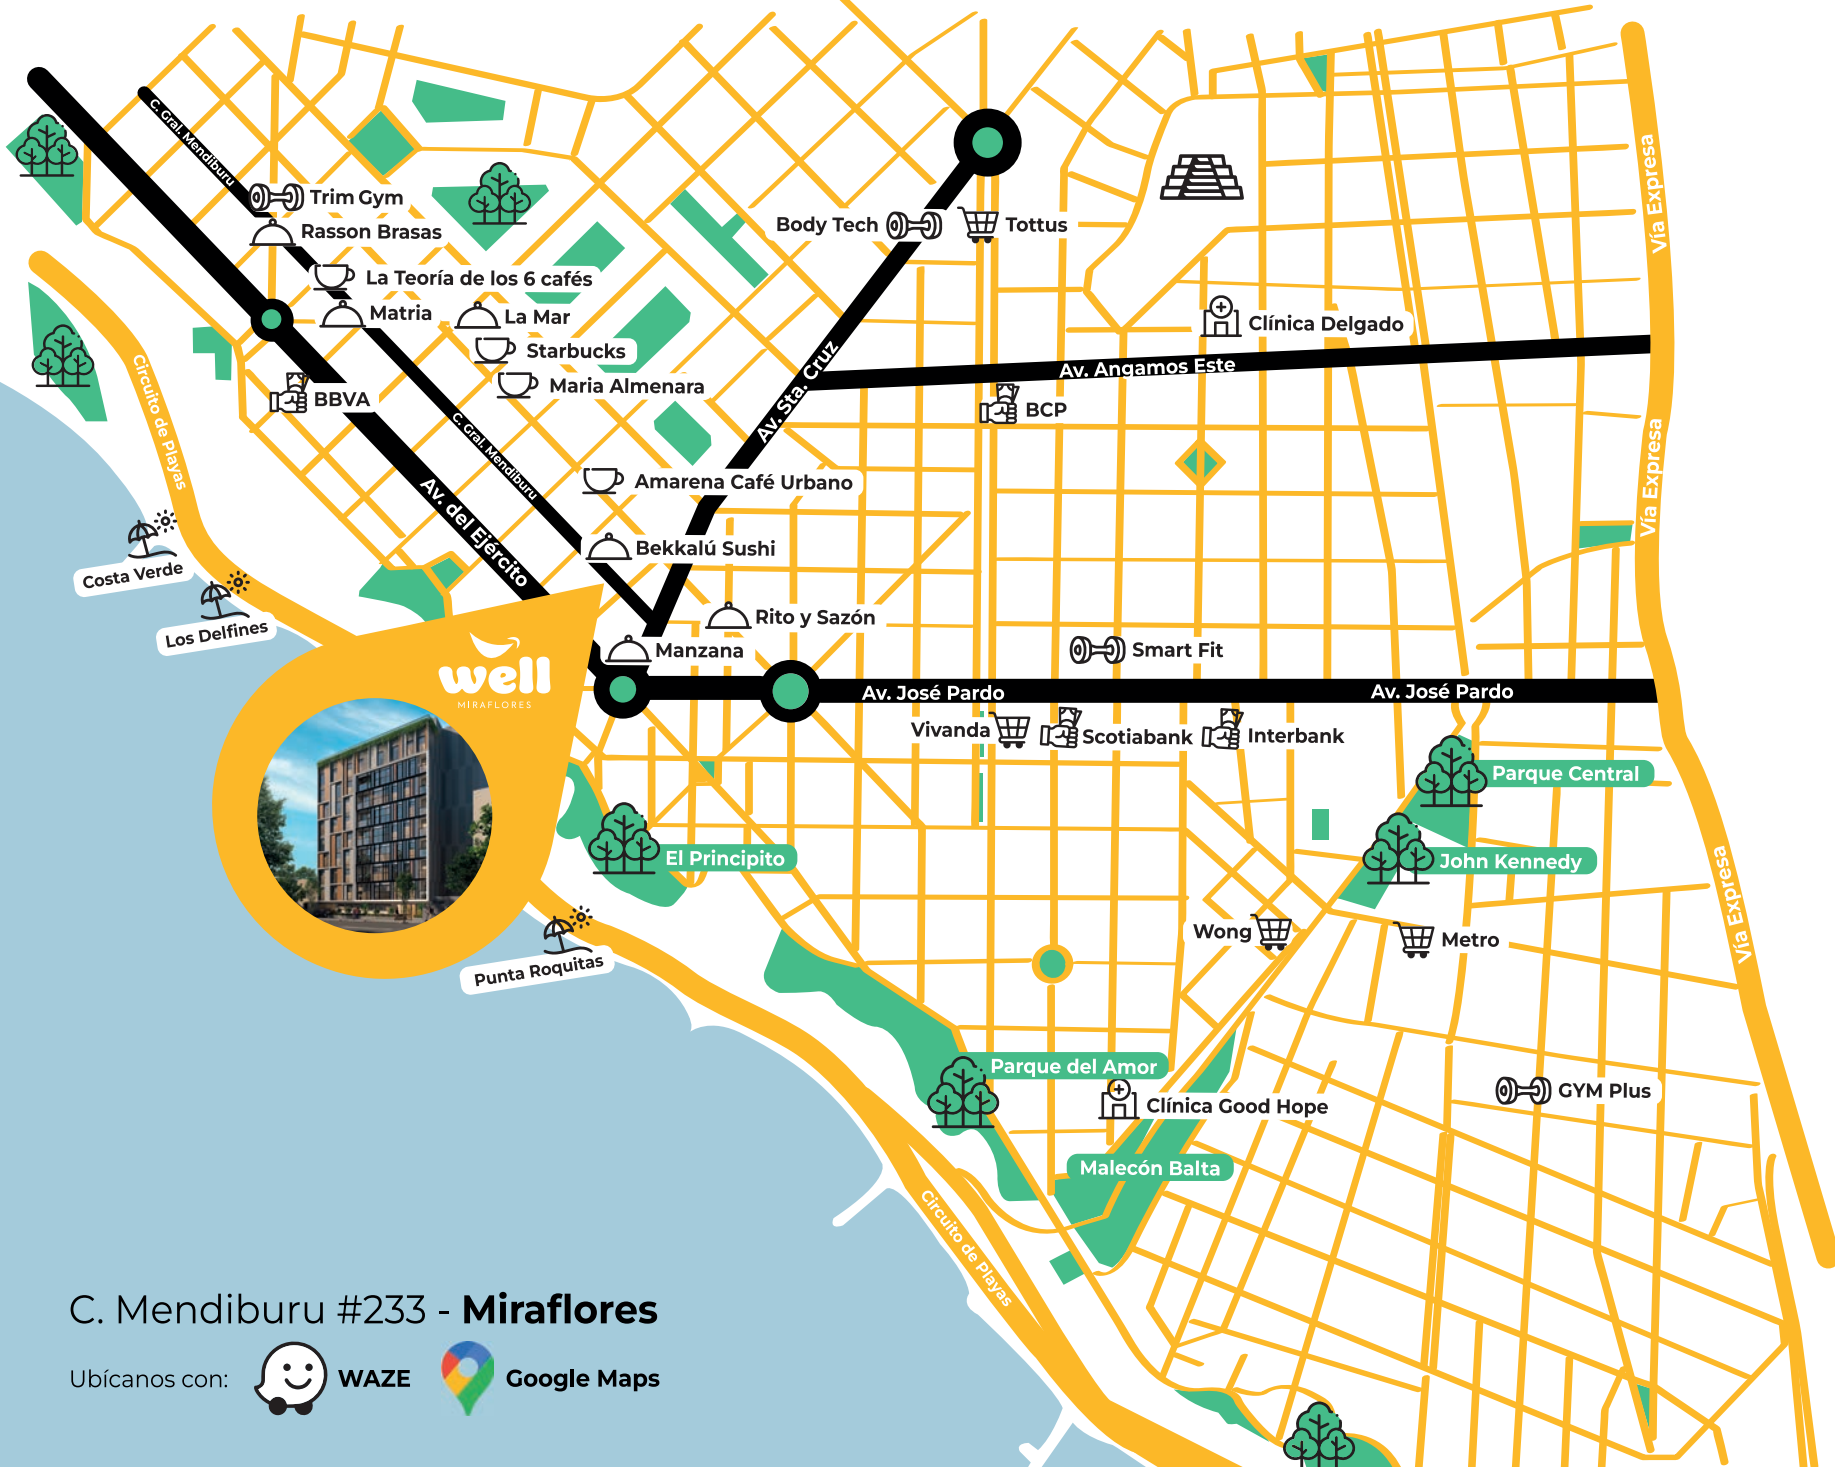 C. Gral. Mendiburu
Trim Gym
Rasson Brasas
La Teoría de los 6 cafés
Matria
La Mar
Starbucks
Maria Almenara
BBVA
Body Tech
Tottus
Vía Expresa
Clínica Delgado
Av. Angamos Este
Av. Sta. Cruz
BCP
Circuito de Playas
C. Gral. Mendiburu
Av. del Ejército
Amarena Café Urbano
Vía Expresa
Bekkalú Sushi
Costa Verde
Los Delfines
Rito y Sazón
Manzana
Smart Fit
well
MIRAFLORES
Av. José Pardo
Av. José Pardo
Vivanda
Scotiabank
Interbank
Parque Central
El Principito
John Kennedy
Vía Expresa
Wong
Metro
Punta Roquitas
Parque del Amor
Clínica Good Hope
GYM Plus
Malecón Balta
Circuito de Playas
C. Mendiburu #233 - Miraflores
Ubícanos con: WAZE Google Maps